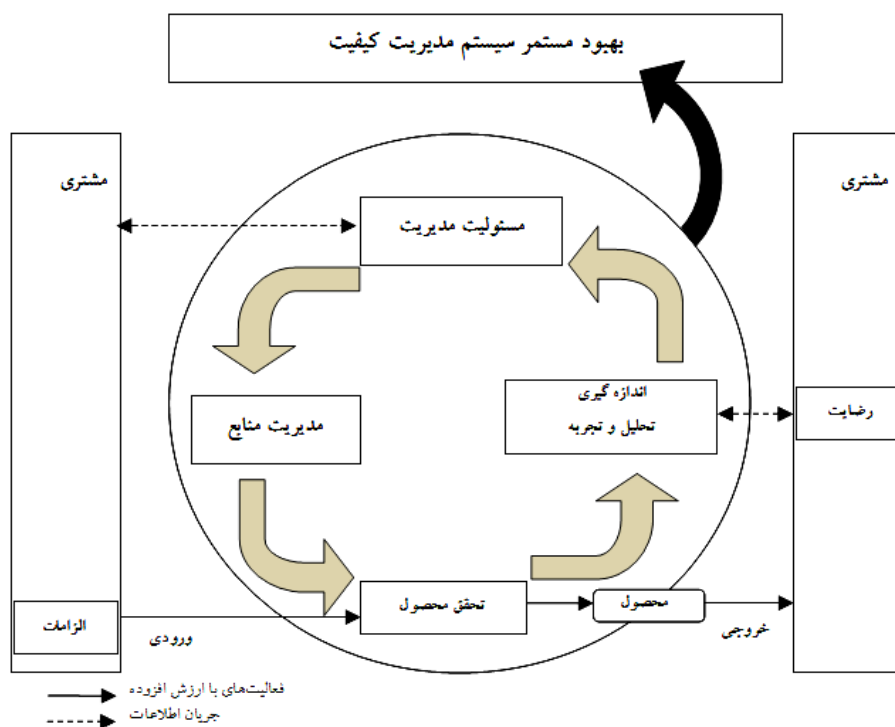 بهبود مستمر سیستم مدیریت کیفیت
مشتری
مشتری
مسئولیت مدیریت
اندازه گیری
تحلیل و تجربه
رضایت
مدیریت منابع
تحقق محصول
محصول
الزامات
ورودی
خروجی
فعالیت‌های با ارزش افزوده
جریان اطلاعات